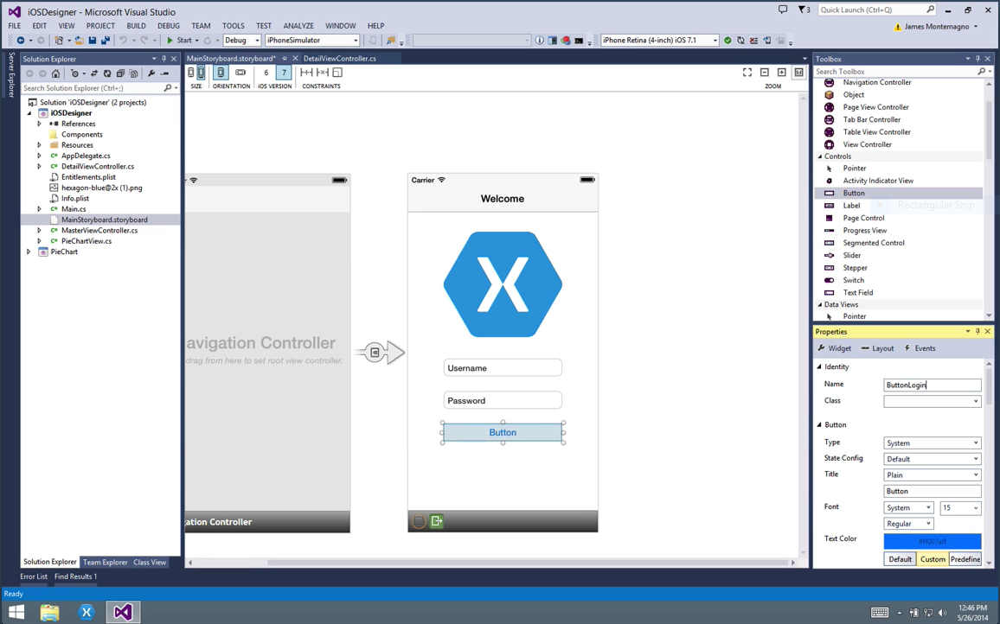 iOSDesigner - Microsoft Visual Studio
3
Quick Launch (Ctrl+;)
FILE EDIT VIEW PROJECT BUILD DEBUG TEAM TOOLS TEST ANALYZE WINDOW HELP
James Montemagno
Start Debug iPhoneSimulator iPhone Retina (4-inch) iOS 7.1
Server Explorer
Solution Explorer
Search Solution Explorer (Ctrl+;)
Solution 'iOSDesigner' (2 projects)
iOSDesigner
References
Components
Resources
AppDelegate.cs
DetailViewController.cs
Entitlements.plist
hexagon-blue@2x (1).png
Info.plist
Main.cs
MainStoryboard.storyboard
MasterViewController.cs
PieChartView.cs
PieChart
Solution Explorer Team Explorer Class View
MainStoryboard.storyboard* DetailViewController.cs
6 7
SIZE ORIENTATION iOS VERSION CONSTRAINTS ZOOM
avigation Controller
drag from here to set root view controller.
gation Controller
Carrier
Welcome
X
Username
Password
Button
Toolbox
Search Toolbox
Navigation Controller
Object
Page View Controller
Tab Bar Controller
Table View Controller
View Controller
Controls
Pointer
Activity Indicator View
Button
Label
Rectangular Snip
Page Control
Progress View
Segmented Control
Slider
Stepper
Switch
Text Field
Data Views
Pointer
Properties
Widget Layout Events
Identity
Name ButtonLogin
Class
Button
Type System
State Config Default
Title Plain
Button
Font System 15
Regular
Text Color #ff007aff
Default Custom Predefine
Error List Find Results 1
Ready
12:46 PM
5/26/2014